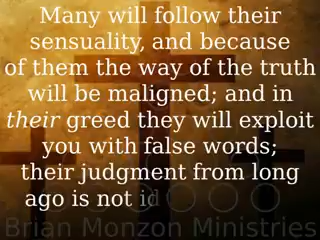 Many will follow their
sensuality, and because
of them the way of the truth
will be maligned; and in
their greed they will exploit
you with false words;
their judgment from long
ago is not id
Brian Monzon Ministries